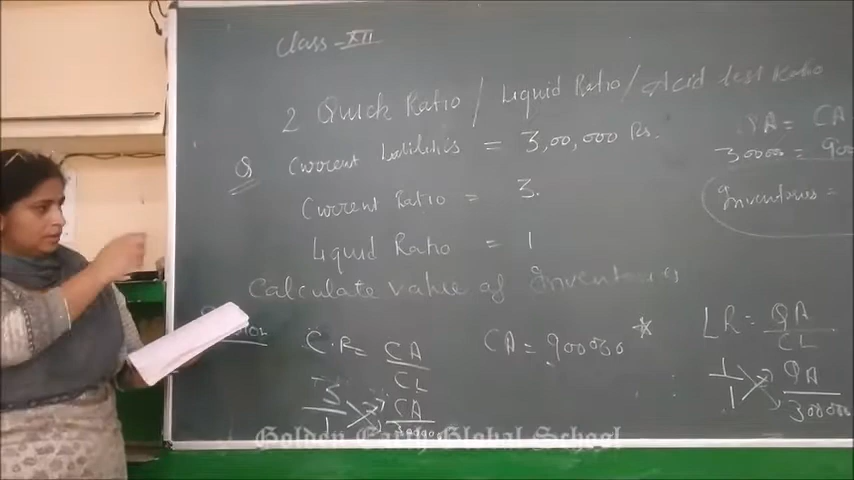 Class - XII
2 Quick Ratio / Liquid Ratio / Acid test Ratio
Q Current Liabilities = 3,00,000 Rs.
Current Ratio = 3.
Liquid Ratio = 1
Calculate value of Inventories
C.R = CA / CL
3 / 1 CA / 300000
CA = 900000 *
LR = QA / CL
1 / 1 QA / 300000
QA = CA
300000 = 900
Inventories =
Golden Earth Global School